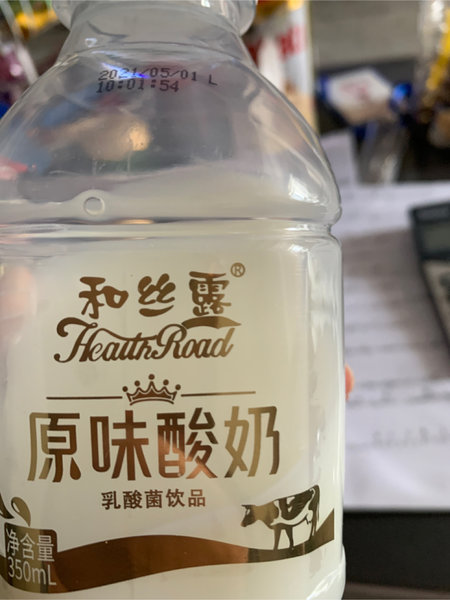 2021/05/01 L
10:01:54
和丝露®
HealthRoad
原味酸奶
乳酸菌饮品
净含量
350mL